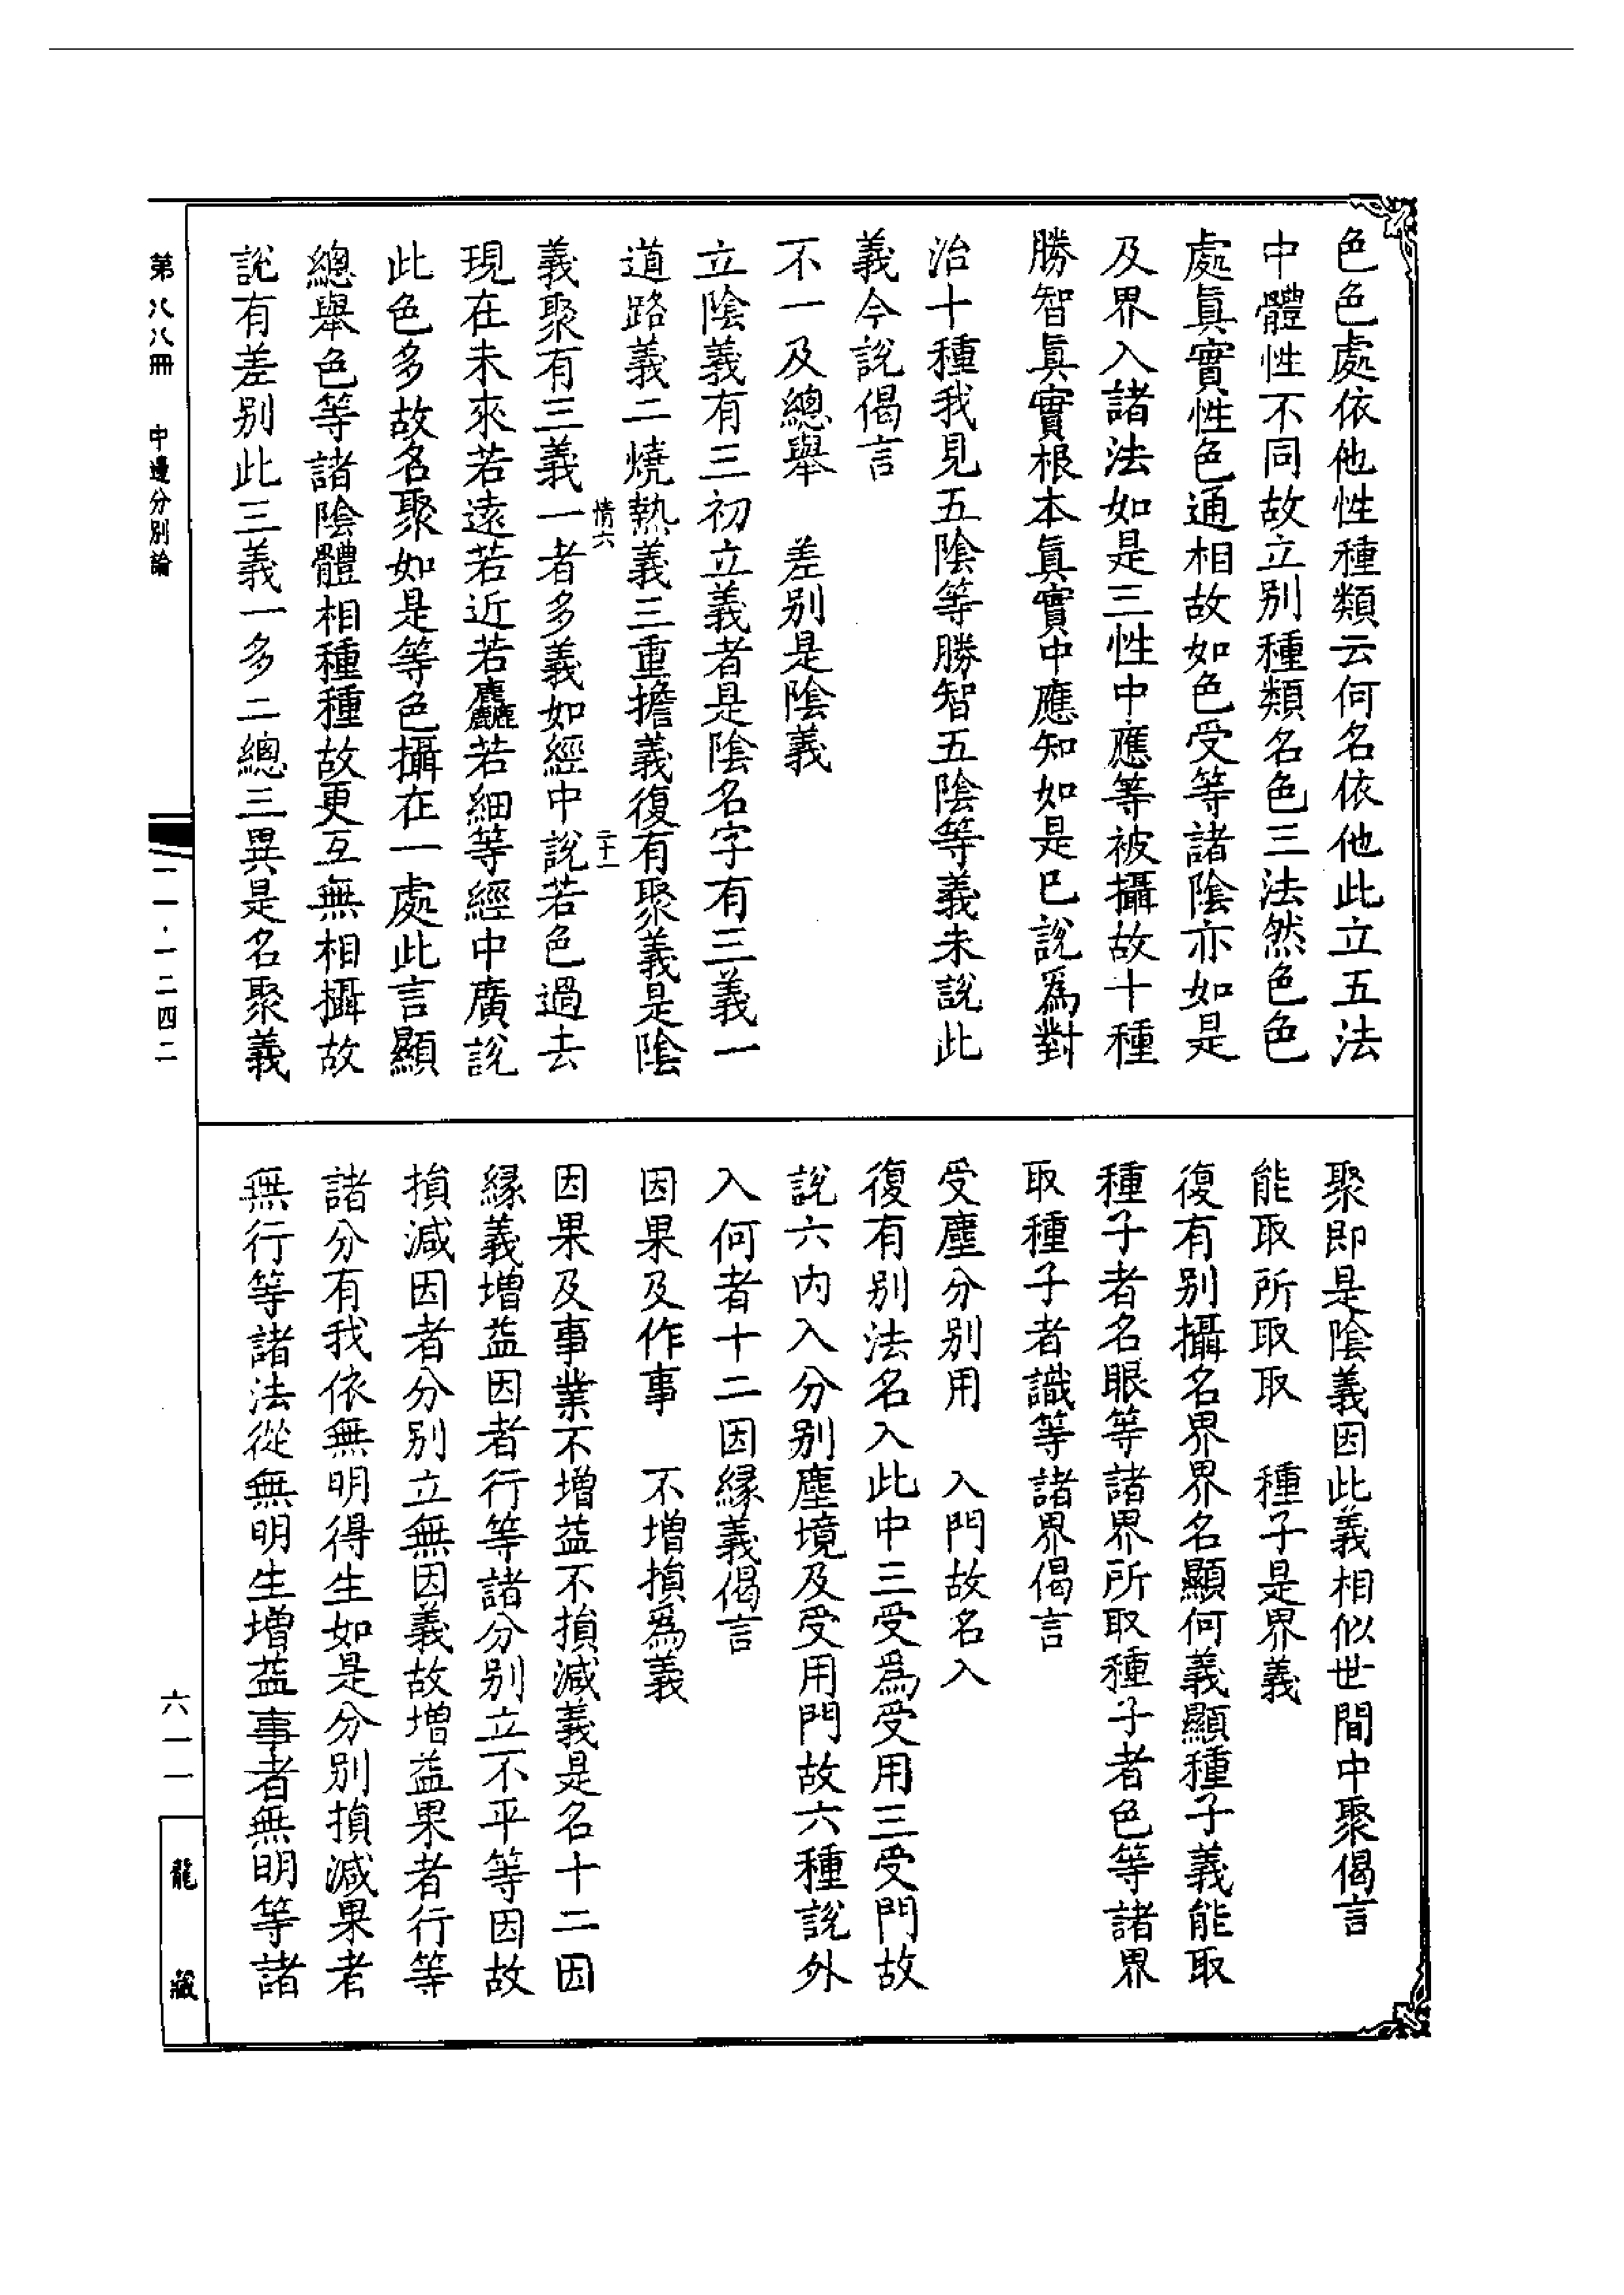 色色處依他性種類云何名依他此立五法
中體性不同故立別種類名色三法然色色
處眞實性色通相故如色受等諸陰亦如是
及界入諸法如是三性中應等被攝故十種
勝智眞實根本眞實中應知如是已說爲對
治十種我見五陰等勝智五陰等義未說此
義今說偈言
不一及總舉　差別是陰義
立陰義有三初立義者是陰名字有三義一
道路義二燒熱義三重擔義復有聚義是陰
情六
二十一
義聚有三義一者多義如經中說若色過去
現在未來若遠若近若麤若細等經中廣說
此色多故名聚如是等色攝在一處此言顯
總舉色等諸陰體相種種故更互無相攝故
說有差別此三義一多二總三異是名聚義
聚即是陰義因此義相似世間中聚偈言
能取所取取　種子是界義
復有別攝名界界名顯何義顯種子義能取
種子者名眼等諸界所取種子者色等諸界
取種子者識等諸界偈言
受塵分別用　入門故名入
復有別法名入此中三受爲受用三受門故
說六內入分別塵境及受用門故六種說外
入何者十二因緣義偈言
因果及作事　不增損爲義
因果及事業不增益不損減義是名十二因
緣義增益因者行等諸分別立不平等因故
損減因者分別立無因義故增益果者行等
諸分有我依無明得生如是分別損減果者
無行等諸法從無明生增益事者無明等諸
第八八冊　中邊分別論
一一·一二四二
六一一
龍藏